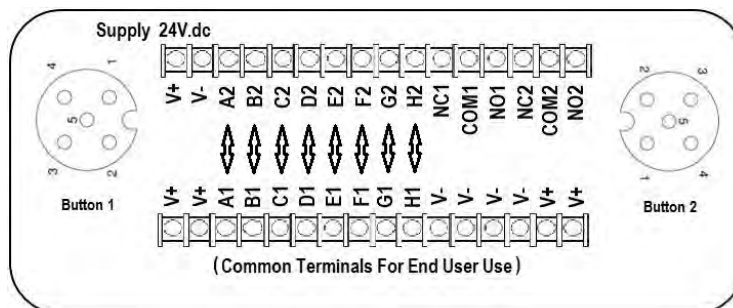 Supply 24V.dc
V+ V- A2 B2 C2 D2 E2 F2 G2 H2 NC1 COM1 NO1 NC2 COM2 NO2
4 1
5
3 2
Button 1
2 3
5
1 4
Button 2
V+ V+ A1 B1 C1 D1 E1 F1 G1 H1 V- V- V- V- V+ V+
( Common Terminals For End User Use )